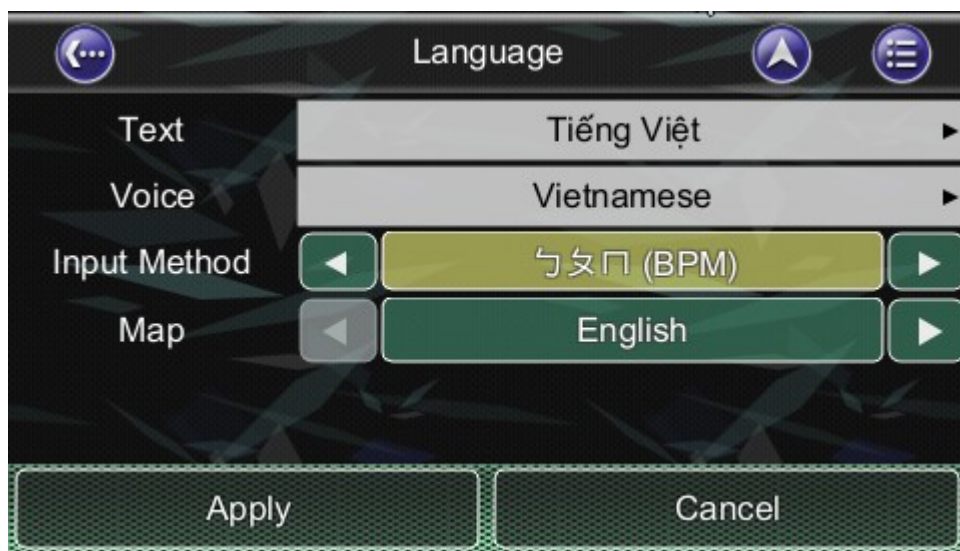 Language
Text
Tiếng Việt
Voice
Vietnamese
Input Method
ㄅㄆㄇ (BPM)
Map
English
Apply
Cancel